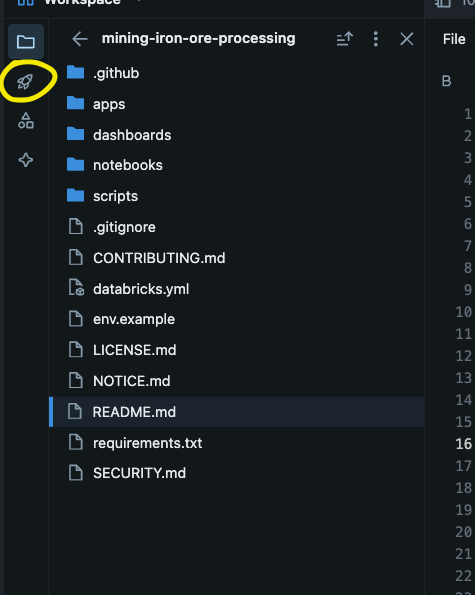 Workspace
mining-iron-ore-processing
File
.github
B
apps
1
dashboards
2
3
notebooks
4
5
scripts
6
.gitignore
7
CONTRIBUTING.md
8
databricks.yml
9
env.example
10
11
LICENSE.md
12
NOTICE.md
13
README.md
14
15
requirements.txt
16
SECURITY.md
17
18
19
20
21
22